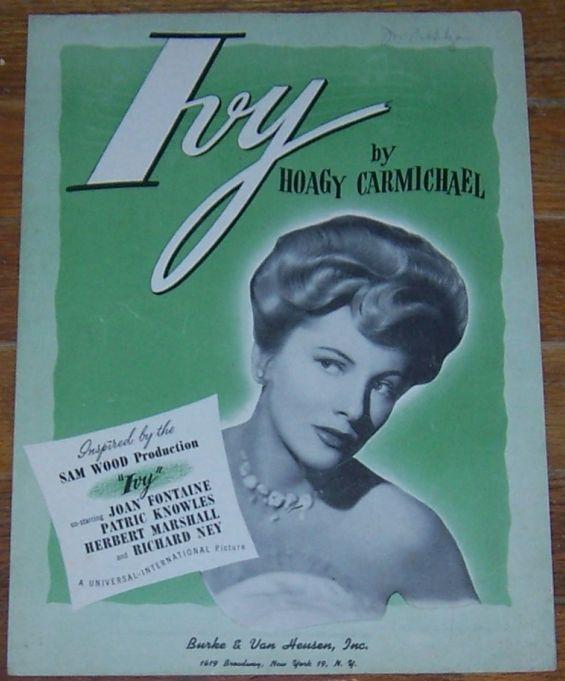 Ivy
by
HOAGY CARMICHAEL
Inspired by the
SAM WOOD Production
"Ivy"
co-starring JOAN FONTAINE
PATRIC KNOWLES
HERBERT MARSHALL
and RICHARD NEY
A UNIVERSAL-INTERNATIONAL Picture
Burke & Van Heusen, Inc.
1619 Broadway, New York 19, N. Y.